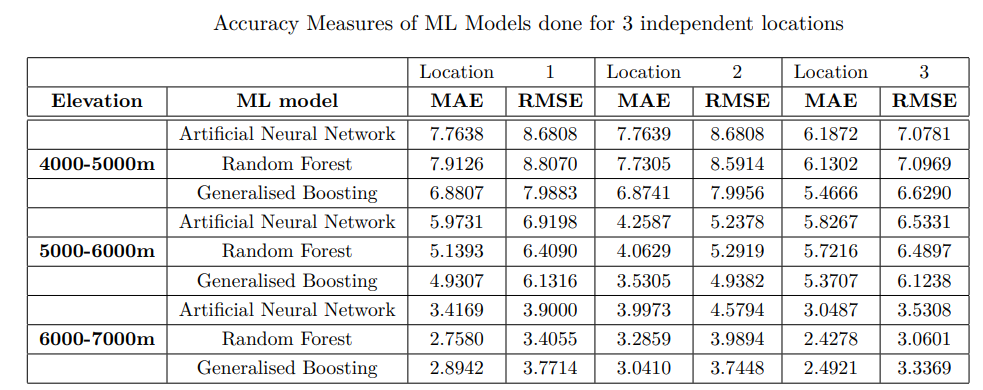 Accuracy Measures of ML Models done for 3 independent locations
Location 1 Location 2 Location 3
Elevation ML model MAE RMSE MAE RMSE MAE RMSE
Artificial Neural Network 7.7638 8.6808 7.7639 8.6808 6.1872 7.0781
4000-5000m Random Forest 7.9126 8.8070 7.7305 8.5914 6.1302 7.0969
Generalised Boosting 6.8807 7.9883 6.8741 7.9956 5.4666 6.6290
Artificial Neural Network 5.9731 6.9198 4.2587 5.2378 5.8267 6.5331
5000-6000m Random Forest 5.1393 6.4090 4.0629 5.2919 5.7216 6.4897
Generalised Boosting 4.9307 6.1316 3.5305 4.9382 5.3707 6.1238
Artificial Neural Network 3.4169 3.9000 3.9973 4.5794 3.0487 3.5308
6000-7000m Random Forest 2.7580 3.4055 3.2859 3.9894 2.4278 3.0601
Generalised Boosting 2.8942 3.7714 3.0410 3.7448 2.4921 3.3369